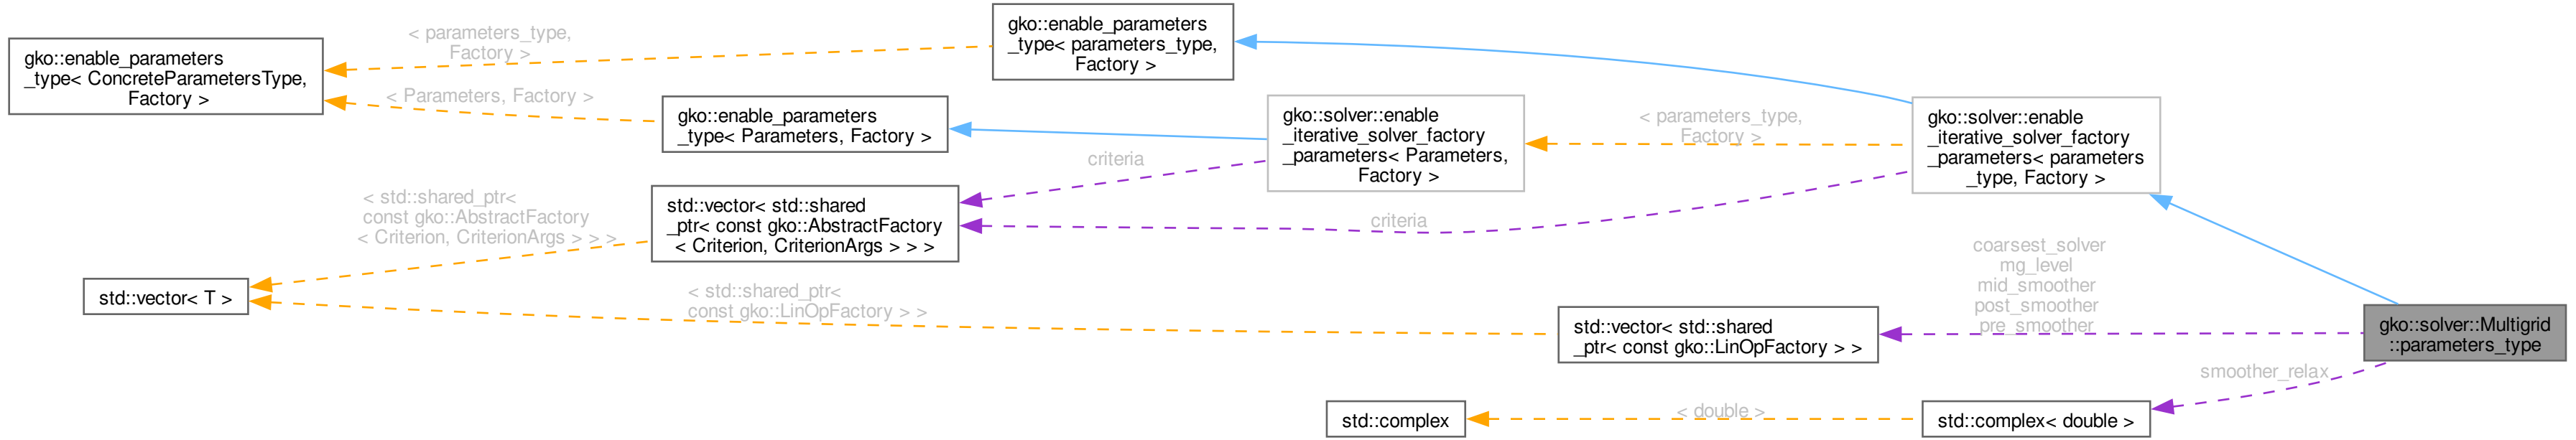 gko::enable_parameters
_type< ConcreteParametersType,
Factory >
< parameters_type,
Factory >
< Parameters, Factory >
gko::enable_parameters
_type< parameters_type,
Factory >
gko::enable_parameters
_type< Parameters, Factory >
gko::solver::enable
_iterative_solver_factory
_parameters< Parameters,
Factory >
< parameters_type,
Factory >
gko::solver::enable
_iterative_solver_factory
_parameters< parameters
_type, Factory >
criteria
criteria
std::vector< std::shared
_ptr< const gko::AbstractFactory
< Criterion, CriterionArgs > > >
< std::shared_ptr<
const gko::AbstractFactory
< Criterion, CriterionArgs > > >
std::vector< T >
< std::shared_ptr<
const gko::LinOpFactory > >
std::vector< std::shared
_ptr< const gko::LinOpFactory > >
coarsest_solver
mg_level
mid_smoother
post_smoother
pre_smoother
gko::solver::Multigrid
::parameters_type
smoother_relax
std::complex
< double >
std::complex< double >